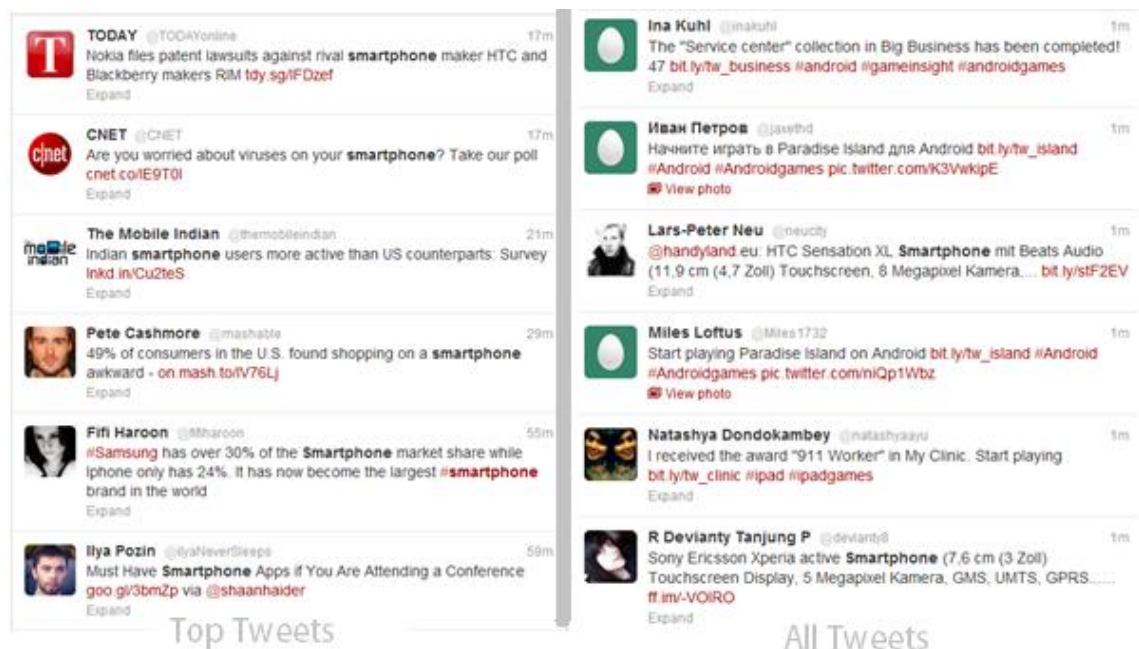 TODAY @TODAYonline 17m
Nokia files patent lawsuits against rival smartphone maker HTC and
Blackberry makers RIM tdy.sg/IFDzef
Expand
CNET @CNET 17m
Are you worried about viruses on your smartphone? Take our poll
cnet.co/IE9T0I
Expand
The Mobile Indian @themobileindian 21m
Indian smartphone users more active than US counterparts: Survey
lnkd.in/Cu2teS
Expand
Pete Cashmore @mashable 29m
49% of consumers in the U.S. found shopping on a smartphone
awkward - on.mash.to/IV76Lj
Expand
Fifi Haroon @fiharoon 55m
#Samsung has over 30% of the Smartphone market share while
Iphone only has 24%. It has now become the largest #smartphone
brand in the world
Expand
Ilya Pozin @ilyaNeverSleeps 59m
Must Have Smartphone Apps if You Are Attending a Conference
goo.gl/3bmZp via @shaanhaider
Expand
Top Tweets
Ina Kuhl @inakuhl 1m
The "Service center" collection in Big Business has been completed!
47 bit.ly/tw_business #android #gameinsight #androidgames
Expand
Иван Петров @jaxethd 1m
Начните играть в Paradise Island для Android bit.ly/tw_island
#Android #Androidgames pic.twitter.com/K3VwkipE
View photo
Lars-Peter Neu @neucity 1m
@handyland.eu: HTC Sensation XL Smartphone mit Beats Audio
(11,9 cm (4,7 Zoll) Touchscreen, 8 Megapixel Kamera,... bit.ly/stF2EV
Expand
Miles Loftus @Miles1732 1m
Start playing Paradise Island on Android bit.ly/tw_island #Android
#Androidgames pic.twitter.com/niQp1Wbz
View photo
Natashya Dondokambey @natashyaayu 1m
I received the award "911 Worker" in My Clinic. Start playing
bit.ly/tw_clinic #ipad #ipadgames
Expand
R Devianty Tanjung P @devianty8 1m
Sony Ericsson Xperia active Smartphone (7,6 cm (3 Zoll)
Touchscreen Display, 5 Megapixel Kamera, GMS, UMTS, GPRS......
ff.im/-VOIRO
Expand
All Tweets